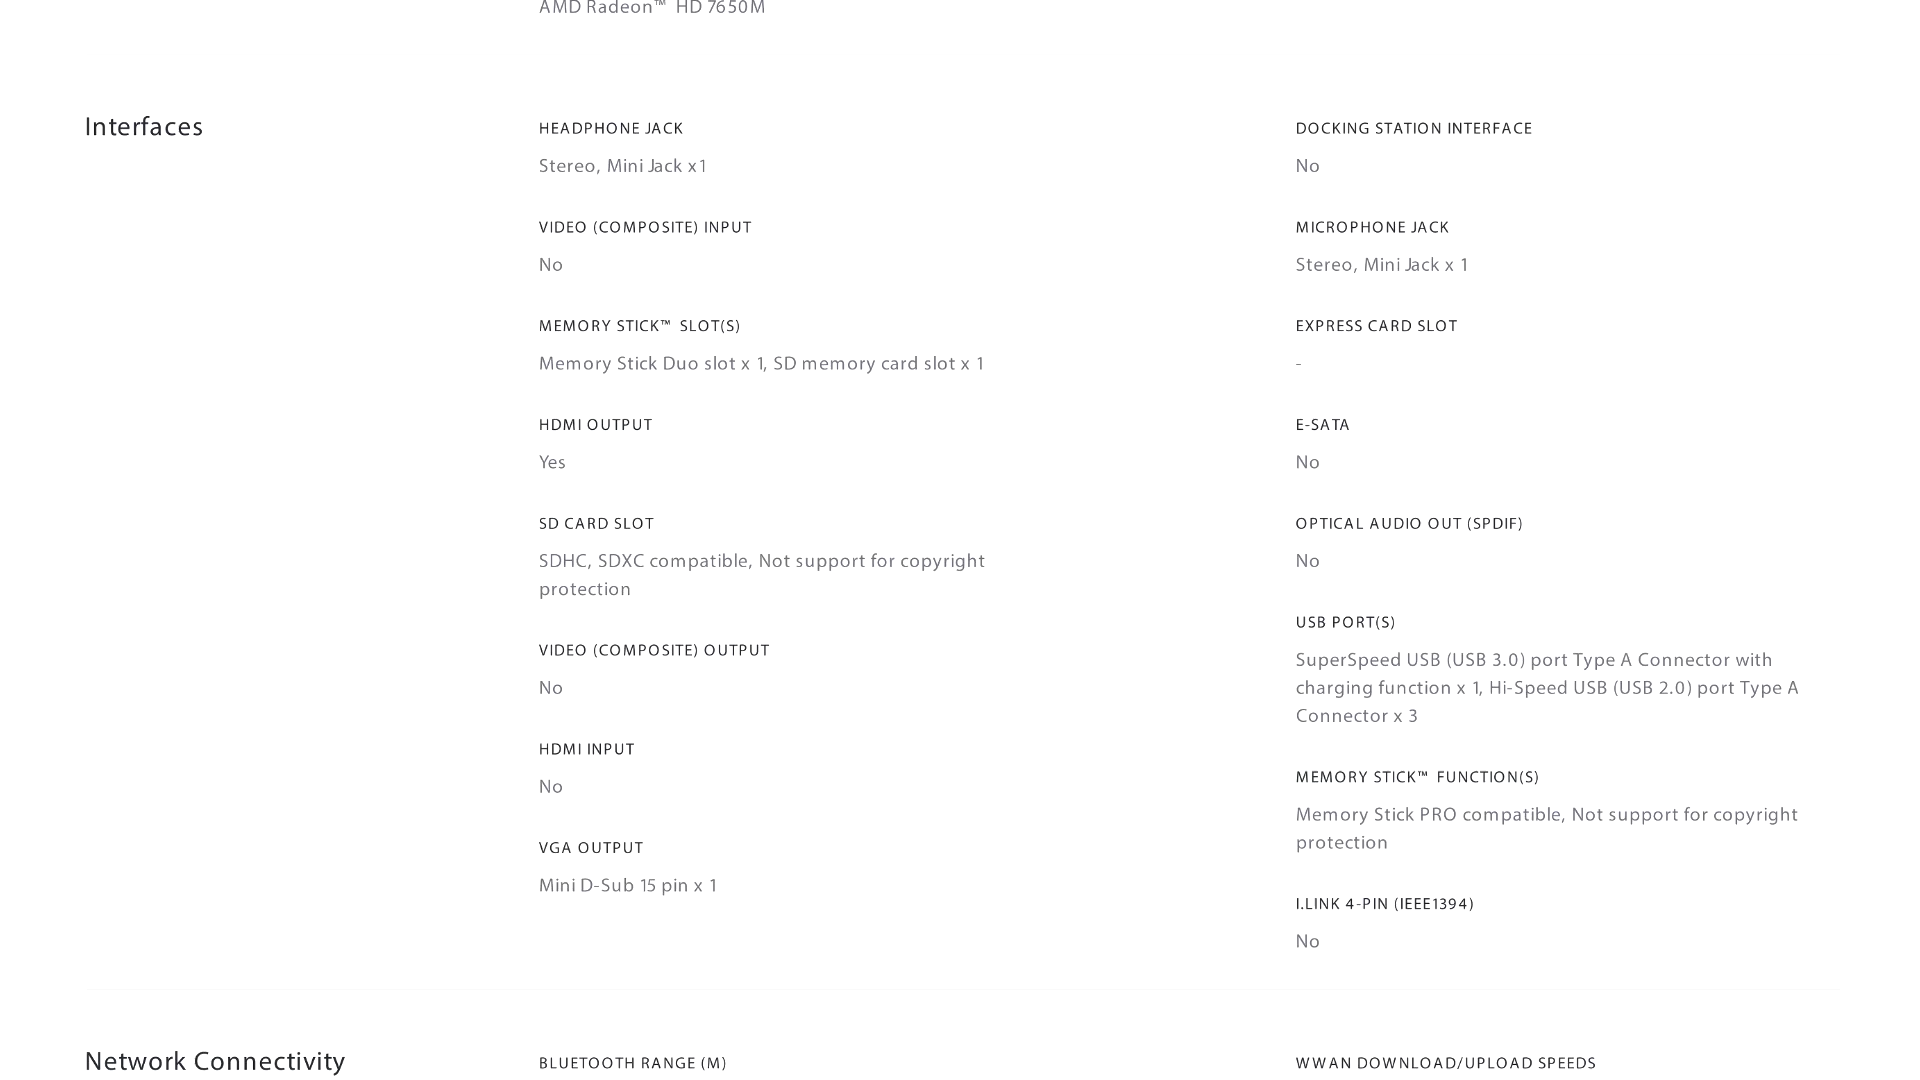 AMD Radeon™ HD 7650M
Interfaces
HEADPHONE JACK
Stereo, Mini Jack x1
VIDEO (COMPOSITE) INPUT
No
MEMORY STICK™ SLOT(S)
Memory Stick Duo slot x 1, SD memory card slot x 1
HDMI OUTPUT
Yes
SD CARD SLOT
SDHC, SDXC compatible, Not support for copyright
protection
VIDEO (COMPOSITE) OUTPUT
No
HDMI INPUT
No
VGA OUTPUT
Mini D-Sub 15 pin x 1
DOCKING STATION INTERFACE
No
MICROPHONE JACK
Stereo, Mini Jack x 1
EXPRESS CARD SLOT
-
E-SATA
No
OPTICAL AUDIO OUT (SPDIF)
No
USB PORT(S)
SuperSpeed USB (USB 3.0) port Type A Connector with
charging function x 1, Hi-Speed USB (USB 2.0) port Type A
Connector x 3
MEMORY STICK™ FUNCTION(S)
Memory Stick PRO compatible, Not support for copyright
protection
I.LINK 4-PIN (IEEE1394)
No
Network Connectivity
BLUETOOTH RANGE (M)
WWAN DOWNLOAD/UPLOAD SPEEDS